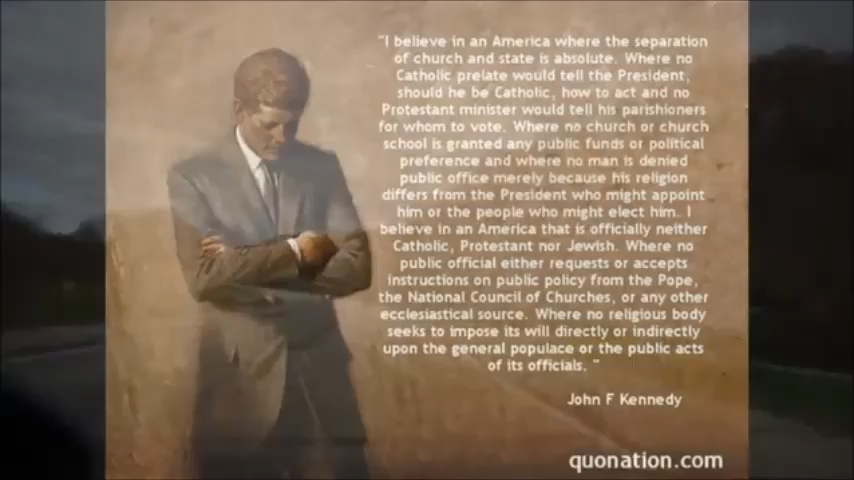 "I believe in an America where the separation
of church and state is absolute. Where no
Catholic prelate would tell the President,
should he be Catholic, how to act and no
Protestant minister would tell his parishioners
for whom to vote. Where no church or church
school is granted any public funds or political
preference and where no man is denied
public office merely because his religion
differs from the President who might appoint
him or the people who might elect him. I
believe in an America that is officially neither
Catholic, Protestant nor Jewish. Where no
public official either requests or accepts
instructions on public policy from the Pope,
the National Council of Churches, or any other
ecclesiastical source. Where no religious body
seeks to impose its will directly or indirectly
upon the general populace or the public acts
of its officials. "
John F Kennedy
quonation.com